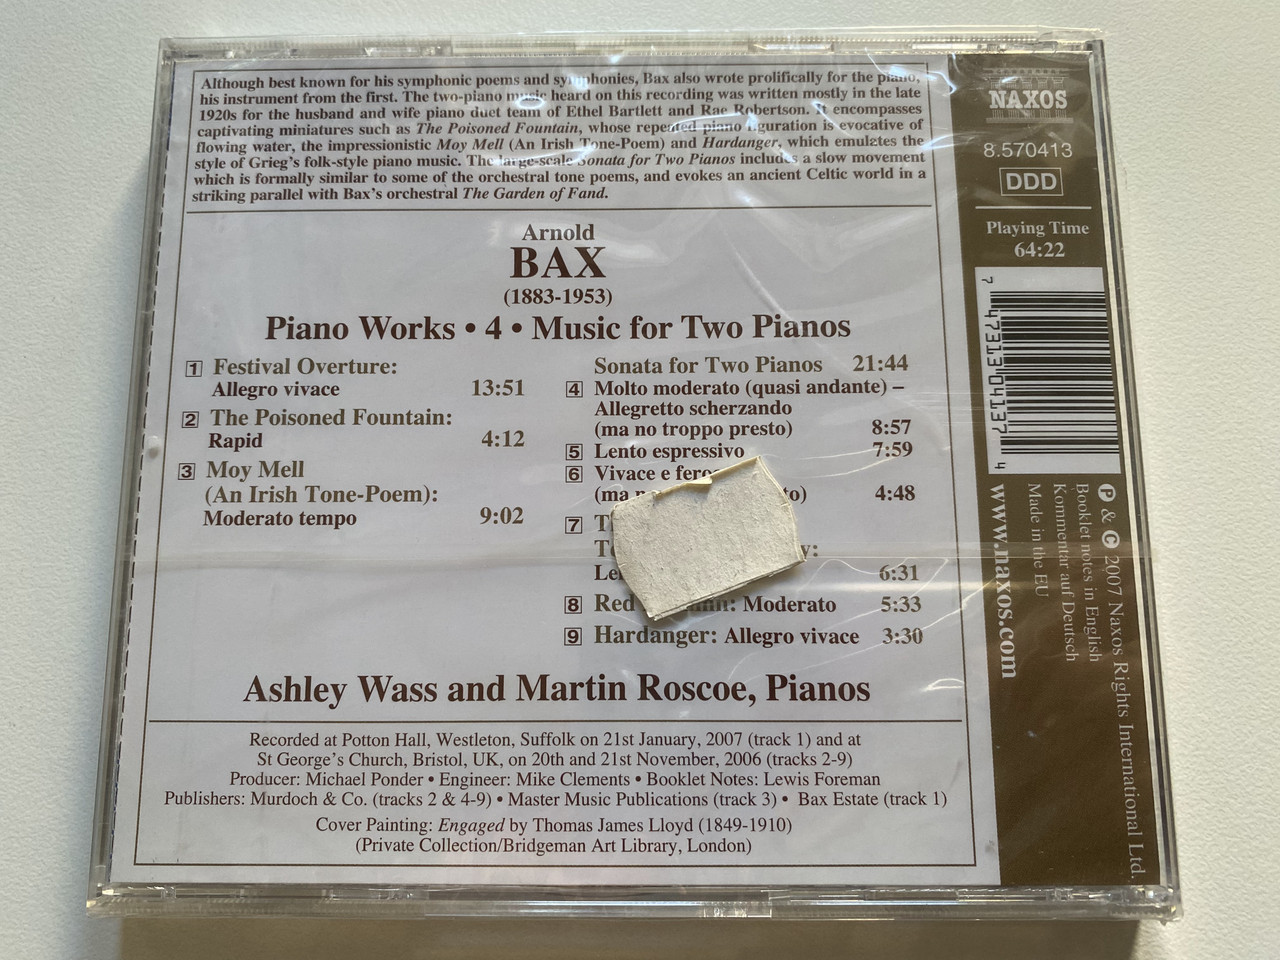 Although best known for his symphonic poems and symphonies, Bax also wrote prolifically for the piano,
his instrument from the first. The two-piano music heard on this recording was written mostly in the late
1920s for the husband and wife piano duet team of Ethel Bartlett and Rae Robertson. It encompasses
captivating miniatures such as The Poisoned Fountain, whose repeated piano figuration is evocative of
flowing water, the impressionistic Moy Mell (An Irish Tone-Poem) and Hardanger, which emulates the
style of Grieg's folk-style piano music. The large-scale Sonata for Two Pianos includes a slow movement
which is formally similar to some of the orchestral tone poems, and evokes an ancient Celtic world in a
striking parallel with Bax's orchestral The Garden of Fand.
Arnold
BAX
(1883-1953)
Piano Works • 4 • Music for Two Pianos
1 Festival Overture:
Allegro vivace 13:51
2 The Poisoned Fountain:
Rapid 4:12
3 Moy Mell
(An Irish Tone-Poem):
Moderato tempo 9:02
Sonata for Two Pianos 21:44
4 Molto moderato (quasi andante) –
Allegretto scherzando
(ma no troppo presto) 8:57
5 Lento espressivo 7:59
6 Vivace e
(ma 4:48
7
6:31
8 Red Moderato 5:33
9 Hardanger: Allegro vivace 3:30
Ashley Wass and Martin Roscoe, Pianos
Recorded at Potton Hall, Westleton, Suffolk on 21st January, 2007 (track 1) and at
St George's Church, Bristol, UK, on 20th and 21st November, 2006 (tracks 2-9)
Producer: Michael Ponder • Engineer: Mike Clements • Booklet Notes: Lewis Foreman
Publishers: Murdoch & Co. (tracks 2 & 4-9) • Master Music Publications (track 3) • Bax Estate (track 1)
Cover Painting: Engaged by Thomas James Lloyd (1849-1910)
(Private Collection/Bridgeman Art Library, London)
NAXOS
8.570413
DDD
Playing Time
64:22
7 47313 04137 4
℗ & © 2007 Naxos Rights International Ltd.
Booklet notes in English
Kommentar auf Deutsch
Made in the EU
www.naxos.com